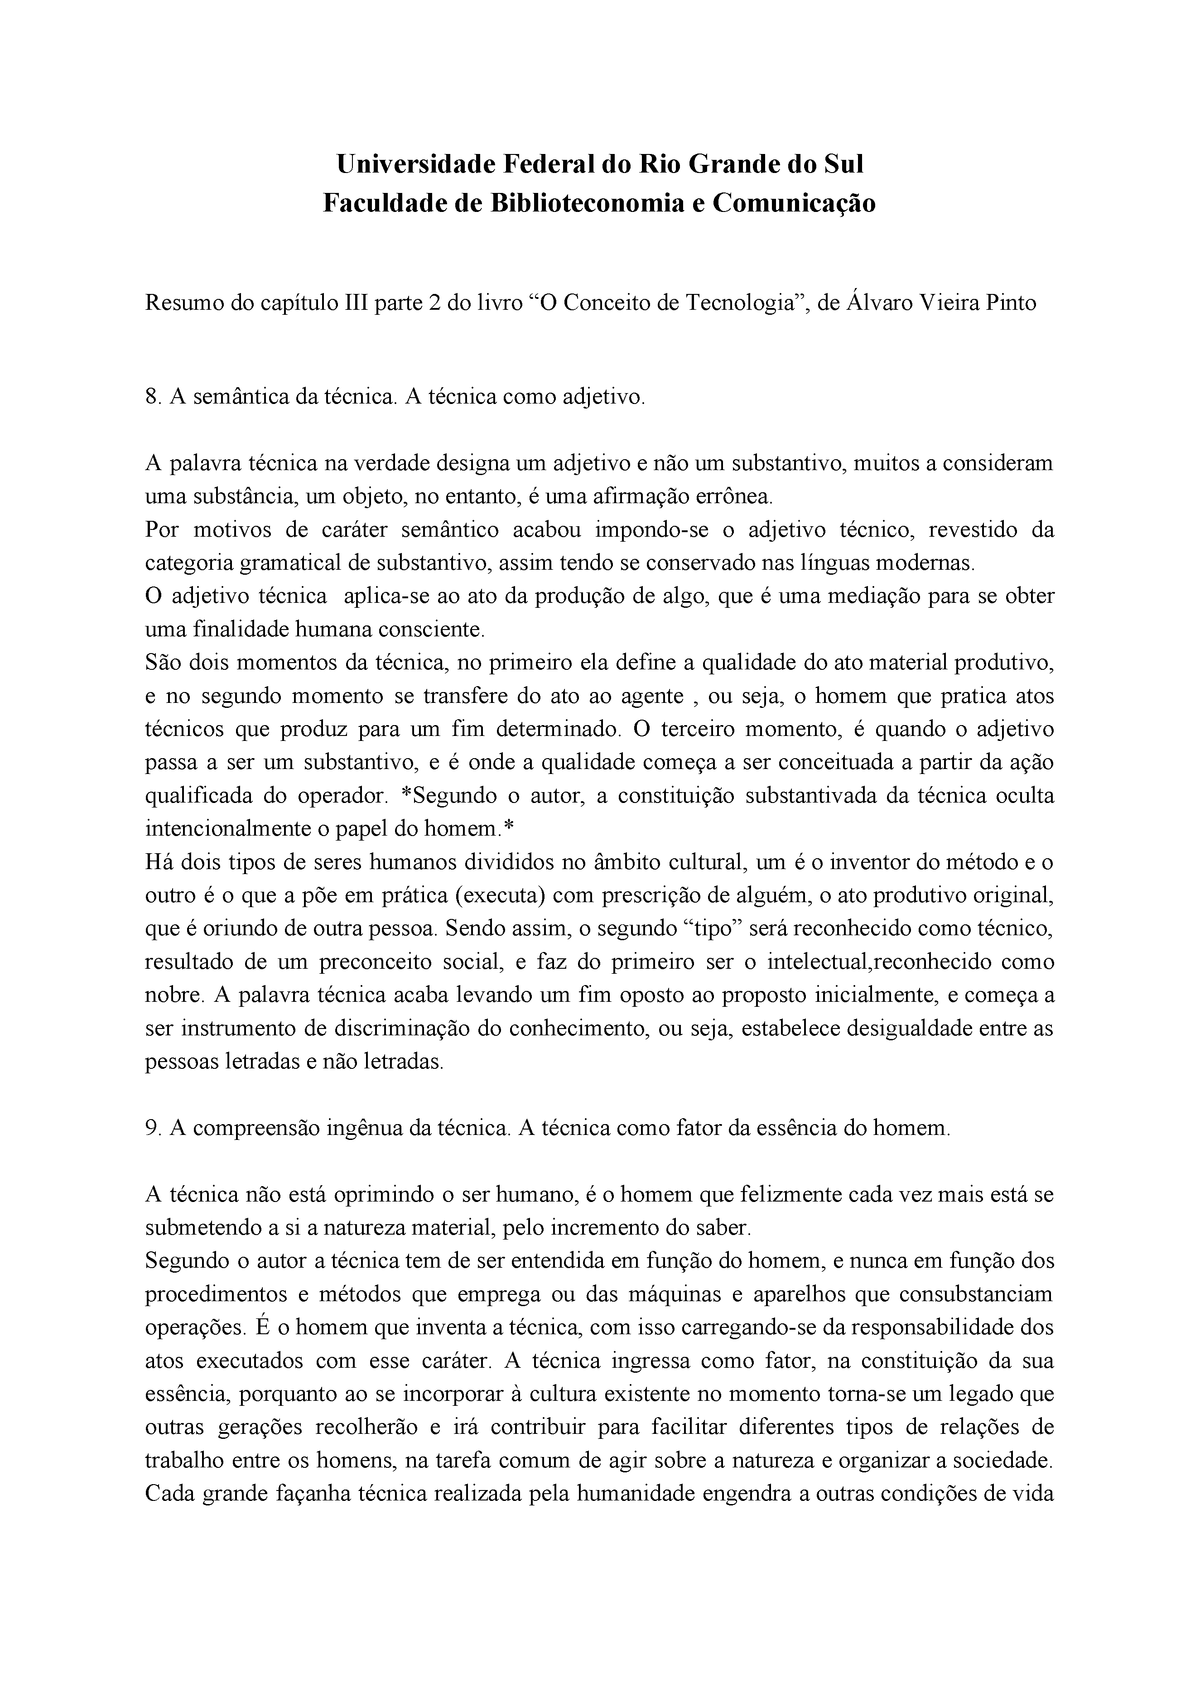 Universidade Federal do Rio Grande do Sul
Faculdade de Biblioteconomia e Comunicação
Resumo do capítulo III parte 2 do livro “O Conceito de Tecnologia”, de Álvaro Vieira Pinto
8. A semântica da técnica. A técnica como adjetivo.
A palavra técnica na verdade designa um adjetivo e não um substantivo, muitos a consideram
uma substância, um objeto, no entanto, é uma afirmação errônea.
Por motivos de caráter semântico acabou impondo-se o adjetivo técnico, revestido da
categoria gramatical de substantivo, assim tendo se conservado nas línguas modernas.
O adjetivo técnica  aplica-se ao ato da produção de algo, que é uma mediação para se obter
uma finalidade humana consciente.
São dois momentos da técnica, no primeiro ela define a qualidade do ato material produtivo,
e no segundo momento se transfere do ato ao agente , ou seja, o homem que pratica atos
técnicos que produz para um fim determinado. O terceiro momento, é quando o adjetivo
passa a ser um substantivo, e é onde a qualidade começa a ser conceituada a partir da ação
qualificada do operador. *Segundo o autor, a constituição substantivada da técnica oculta
intencionalmente o papel do homem.*
Há dois tipos de seres humanos divididos no âmbito cultural, um é o inventor do método e o
outro é o que a põe em prática (executa) com prescrição de alguém, o ato produtivo original,
que é oriundo de outra pessoa. Sendo assim, o segundo “tipo” será reconhecido como técnico,
resultado de um preconceito social, e faz do primeiro ser o intelectual,reconhecido como
nobre. A palavra técnica acaba levando um fim oposto ao proposto inicialmente, e começa a
ser instrumento de discriminação do conhecimento, ou seja, estabelece desigualdade entre as
pessoas letradas e não letradas.
9. A compreensão ingênua da técnica. A técnica como fator da essência do homem.
A técnica não está oprimindo o ser humano, é o homem que felizmente cada vez mais está se
submetendo a si a natureza material, pelo incremento do saber.
Segundo o autor a técnica tem de ser entendida em função do homem, e nunca em função dos
procedimentos e métodos que emprega ou das máquinas e aparelhos que consubstanciam
operações. É o homem que inventa a técnica, com isso carregando-se da responsabilidade dos
atos executados com esse caráter. A técnica ingressa como fator, na constituição da sua
essência, porquanto ao se incorporar à cultura existente no momento torna-se um legado que
outras gerações recolherão e irá contribuir para facilitar diferentes tipos de relações de
trabalho entre os homens, na tarefa comum de agir sobre a natureza e organizar a sociedade.
Cada grande façanha técnica realizada pela humanidade engendra a outras condições de vida